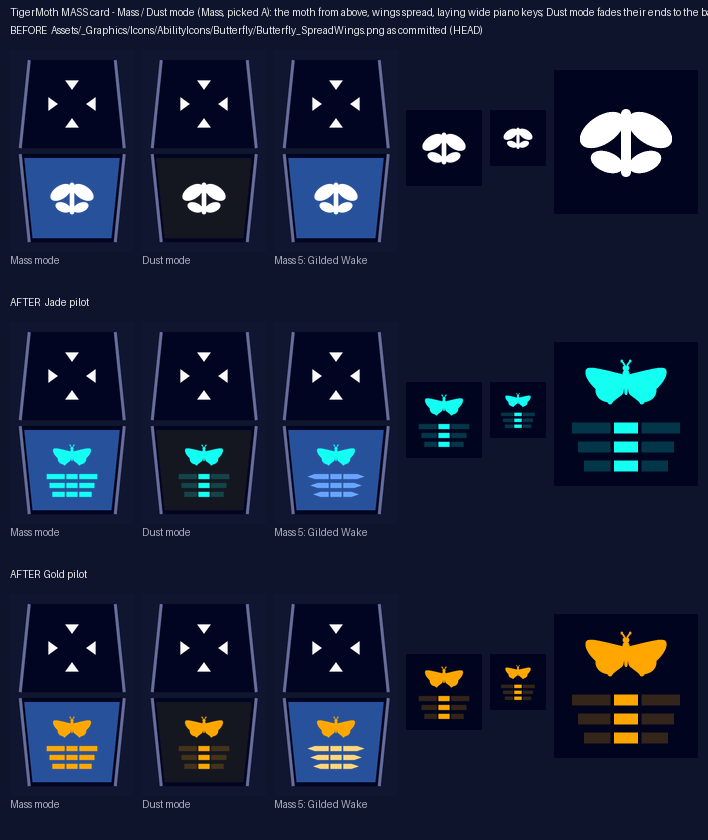 TigerMoth MASS card - Mass / Dust mode (Mass, picked A): the moth from above, wings spread, laying wide piano keys; Dust mode fades their ends to the
BEFORE Assets/_Graphics/Icons/AbilityIcons/Butterfly/Butterfly_SpreadWings.png as committed (HEAD)
Mass mode
Dust mode
Mass 5: Gilded Wake
AFTER Jade pilot
Mass mode
Dust mode
Mass 5: Gilded Wake
AFTER Gold pilot
Mass mode
Dust mode
Mass 5: Gilded Wake